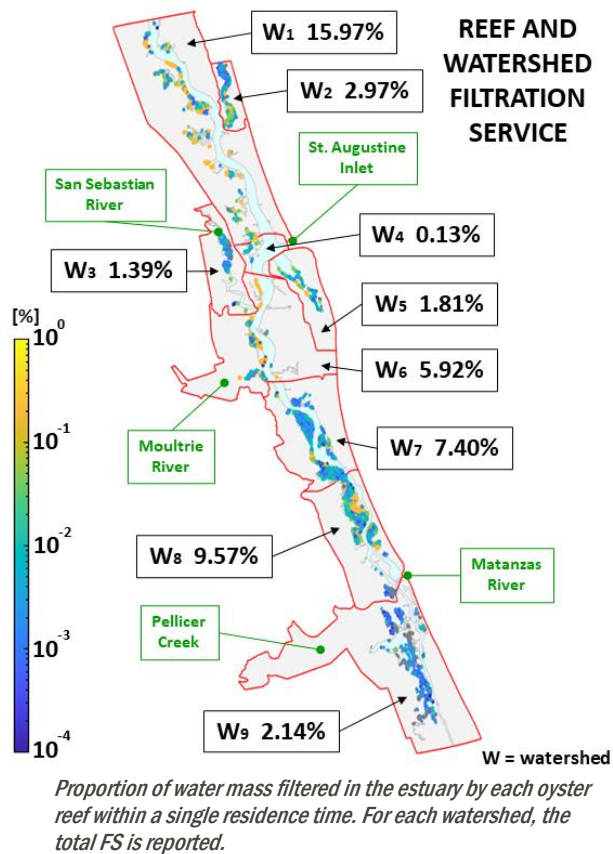 REEF AND
WATERSHED
FILTRATION
SERVICE
W₁ 15.97%
W₂ 2.97%
St. Augustine
Inlet
San Sebastian
River
W₄ 0.13%
W₃ 1.39%
W₅ 1.81%
[%]
10⁰
W₆ 5.92%
Moultrie
River
10⁻¹
W₇ 7.40%
10⁻²
W₈ 9.57%
Matanzas
River
Pellicer
Creek
10⁻³
W₉ 2.14%
10⁻⁴
W = watershed
Proportion of water mass filtered in the estuary by each oyster
reef within a single residence time. For each watershed, the
total FS is reported.